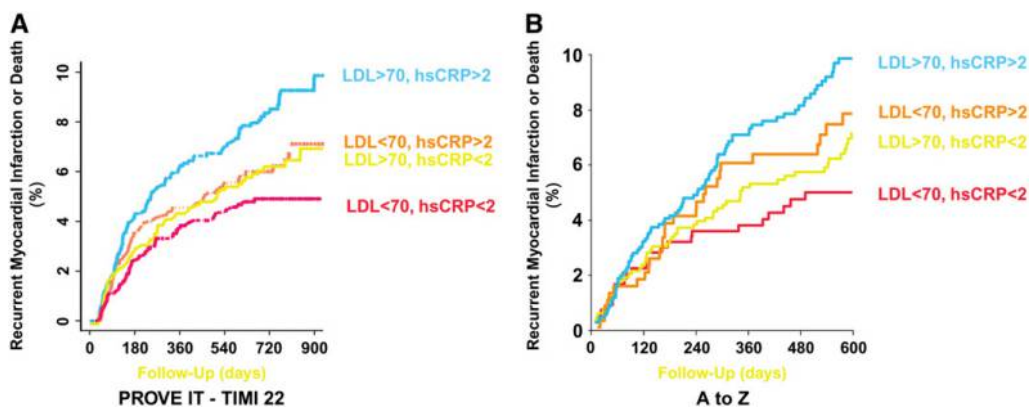 A
Recurrent Myocardial Infarction or Death
(%)
10
8
6
4
2
0
0 180 360 540 720 900
Follow-Up (days)
PROVE IT - TIMI 22
LDL>70, hsCRP>2
LDL<70, hsCRP>2
LDL>70, hsCRP<2
LDL<70, hsCRP<2
B
Recurrent Myocardial Infarction or Death
(%)
10
8
6
4
2
0
0 120 240 360 480 600
Follow-Up (days)
A to Z
LDL>70, hsCRP>2
LDL<70, hsCRP>2
LDL>70, hsCRP<2
LDL<70, hsCRP<2